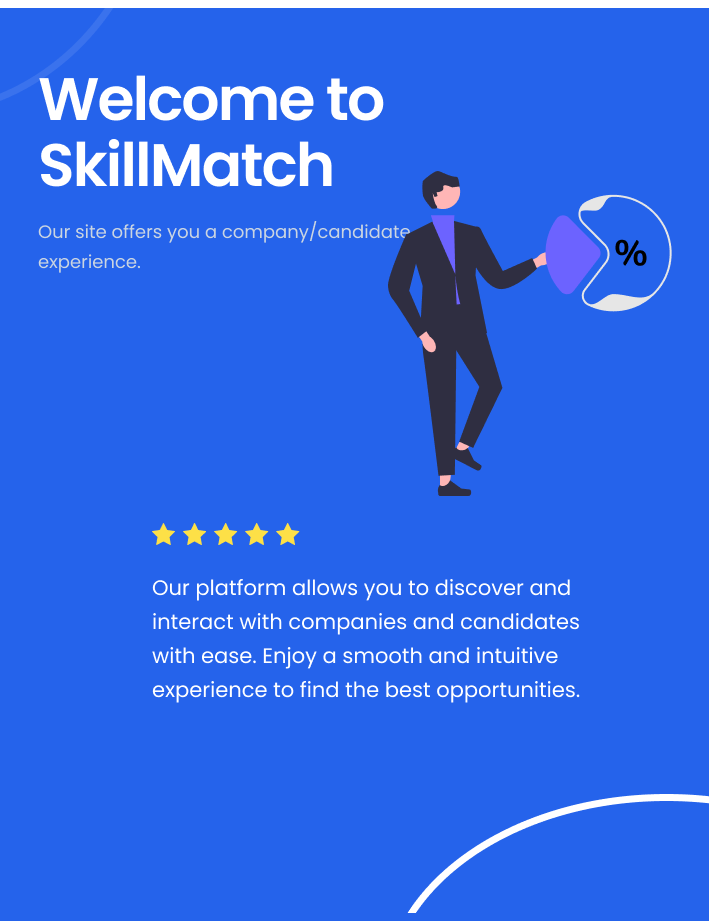 Welcome to
SkillMatch
Our site offers you a company/candidate
experience.
%
Our platform allows you to discover and
interact with companies and candidates
with ease. Enjoy a smooth and intuitive
experience to find the best opportunities.